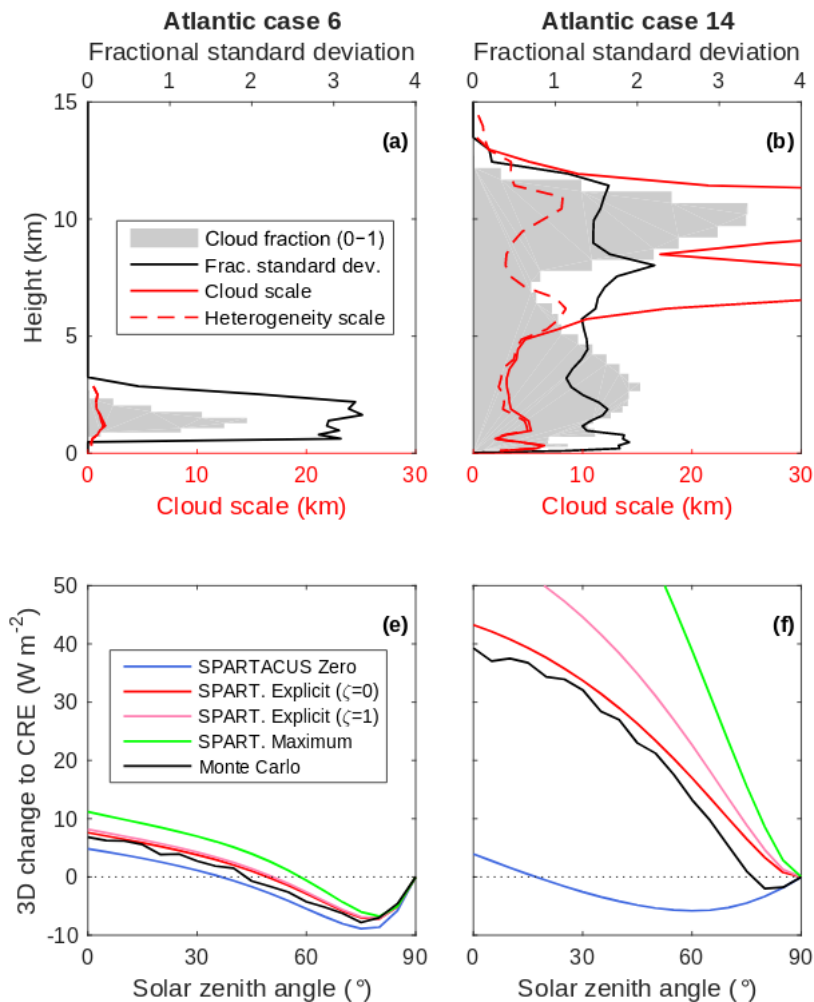 Atlantic case 6
Fractional standard deviation
0 1 2 3 4
15
10
5
0
Height (km)
(a)
Cloud fraction (0−1)
Frac. standard dev.
Cloud scale
Heterogeneity scale
0 10 20 30
Cloud scale (km)
Atlantic case 14
Fractional standard deviation
0 1 2 3 4
15
10
5
0
(b)
0 10 20 30
Cloud scale (km)
50
40
30
20
10
0
-10
3D change to CRE (W m⁻²)
(e)
SPARTACUS Zero
SPART. Explicit (ζ=0)
SPART. Explicit (ζ=1)
SPART. Maximum
Monte Carlo
0 30 60 90
Solar zenith angle (°)
(f)
0 30 60 90
Solar zenith angle (°)